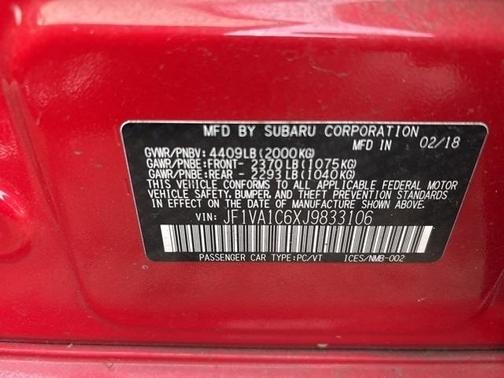 MFD BY SUBARU CORPORATION
MFD IN 02/18
GVWR/PNBV: 4409LB(2000KG)
GAWR/PNBE:FRONT- 2370LB(1075KG)
GAWR/PNBE:REAR- 2293LB(1040KG)
THIS VEHICLE CONFORMS TO ALL APPLICABLE FEDERAL MOTOR
VEHICLE SAFETY, BUMPER, AND THEFT PREVENTION STANDARDS
IN EFFECT ON THE DATE OF MANUFACTURE SHOWN ABOVE.
VIN: JF1VA1C6XJ9833106
PASSENGER CAR TYPE:PC/VT ICES/NMB-002